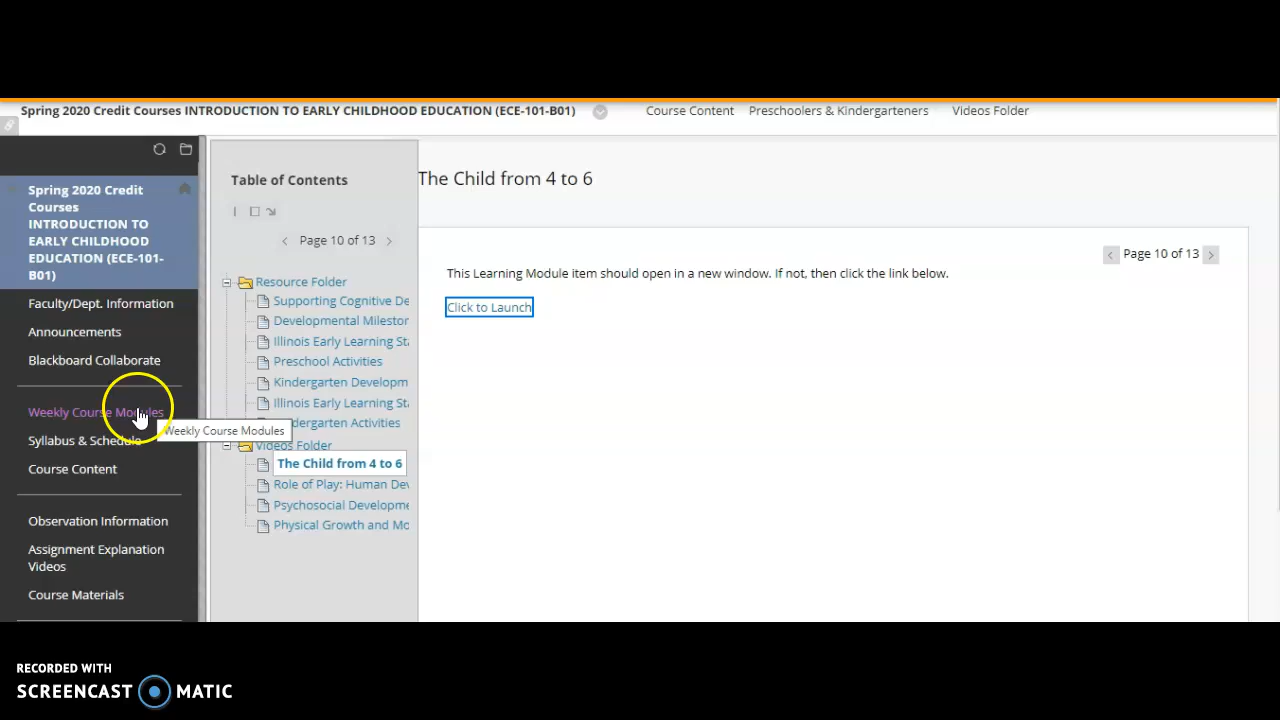 Spring 2020 Credit Courses INTRODUCTION TO EARLY CHILDHOOD EDUCATION (ECE-101-B01)
Course Content
Preschoolers & Kindergarteners
Videos Folder
Spring 2020 Credit
Courses
INTRODUCTION TO
EARLY CHILDHOOD
EDUCATION (ECE-101-
B01)
Faculty/Dept. Information
Announcements
Blackboard Collaborate
Weekly Course Modules
Weekly Course Modules
Syllabus & Schedule
Course Content
Observation Information
Assignment Explanation
Videos
Course Materials
Table of Contents
Page 10 of 13
Resource Folder
Supporting Cognitive De
Developmental Milestor
Illinois Early Learning Sta
Preschool Activities
Kindergarten Developm
Illinois Early Learning Sta
dergarten Activities
Videos Folder
The Child from 4 to 6
Role of Play: Human Dev
Psychosocial Developme
Physical Growth and Mo
The Child from 4 to 6
Page 10 of 13
This Learning Module item should open in a new window. If not, then click the link below.
Click to Launch
RECORDED WITH
SCREENCAST MATIC